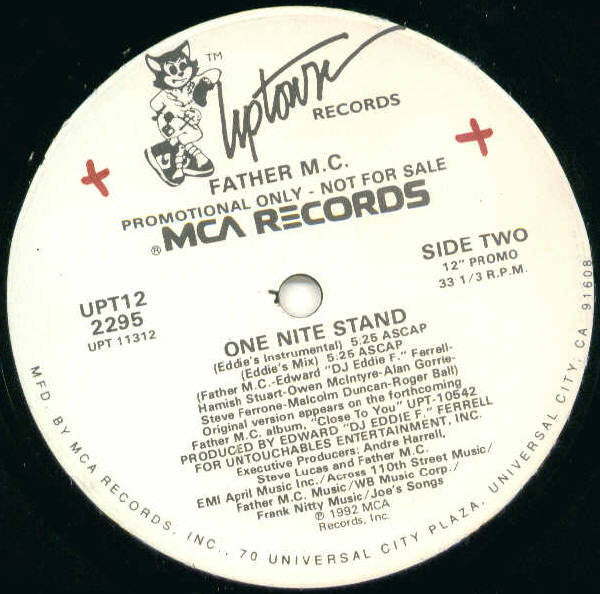 TM
Uptown
RECORDS
FATHER M.C.
PROMOTIONAL ONLY - NOT FOR SALE
®MCA RECORDS
SIDE TWO
12" PROMO
33 1/3 R.P.M.
UPT12
2295
UPT 11312
ONE NITE STAND
(Eddie's Instrumental) 5:25 ASCAP
(Eddie's Mix) 5:25 ASCAP
(Father M.C.-Edward "DJ Eddie F." Ferrell-
Hamish Stuart-Owen McIntyre-Alan Gorrie-
Steve Ferrone-Malcolm Duncan-Roger Ball)
Original version appears on the forthcoming
Father M.C. album, "Close To You" UPT-10542
PRODUCED BY EDWARD "DJ EDDIE F." FERRELL
FOR UNTOUCHABLES ENTERTAINMENT, INC.
Executive Producers: Andre Harrell,
Steve Lucas and Father M.C.
EMI April Music Inc./Across 110th Street Music/
Father M.C. Music/WB Music Corp./
Frank Nitty Music/Joe's Songs
℗ 1992 MCA
Records, Inc.
MFD. BY MCA RECORDS, INC., 70 UNIVERSAL CITY PLAZA, UNIVERSAL CITY, CA. 91608